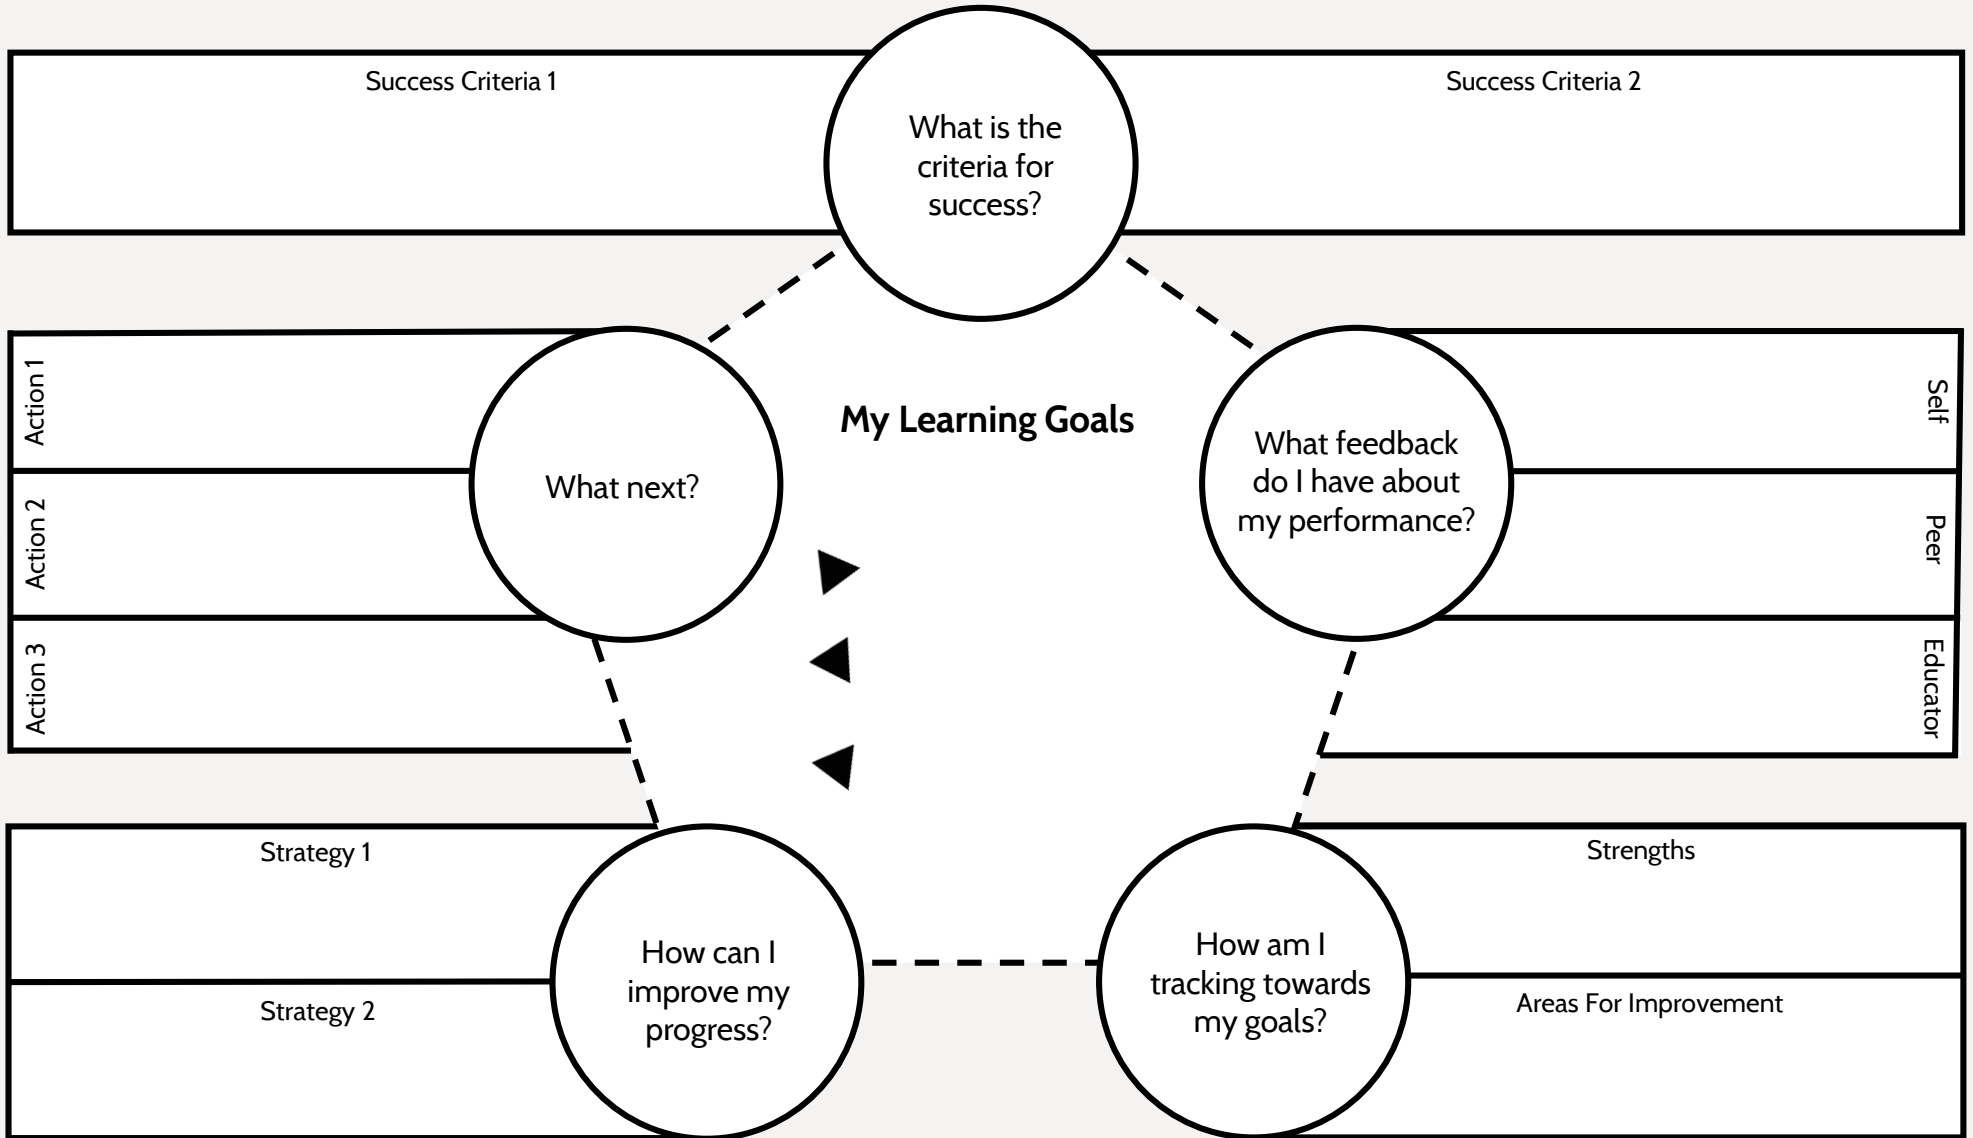 Success Criteria 1
What is the
criteria for
success?
Success Criteria 2
My Learning Goals
What next?
Action 1
Action 2
Action 3
What feedback
do I have about
my performance?
Self
Peer
Educator
Strategy 1
Strategy 2
How can I
improve my
progress?
How am I
tracking towards
my goals?
Strengths
Areas For Improvement